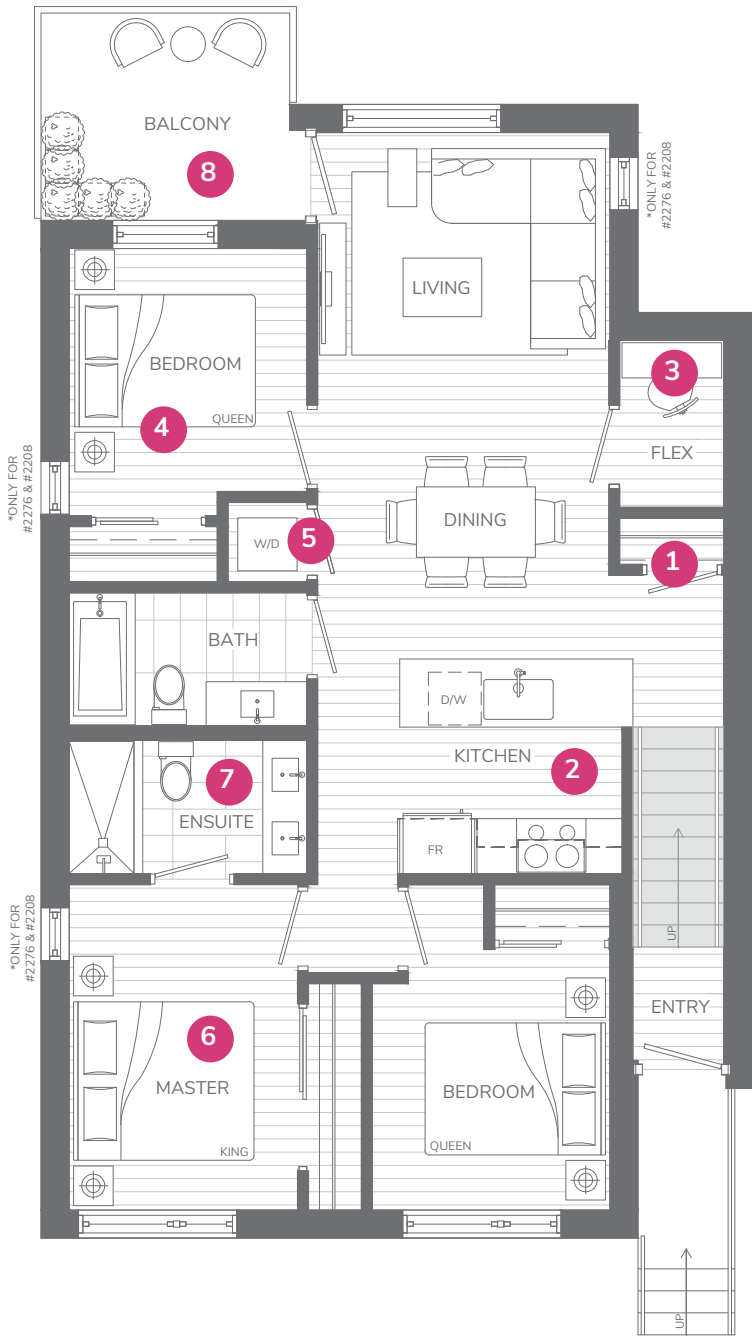 BALCONY
8
*ONLY FOR
#2276 & #2208
LIVING
BEDROOM
3
4
QUEEN
FLEX
*ONLY FOR
#2276 & #2208
DINING
W/D
5
1
BATH
D/W
KITCHEN
2
7
ENSUITE
FR
*ONLY FOR
#2276 & #2208
UP
ENTRY
6
MASTER
BEDROOM
KING
QUEEN
UP